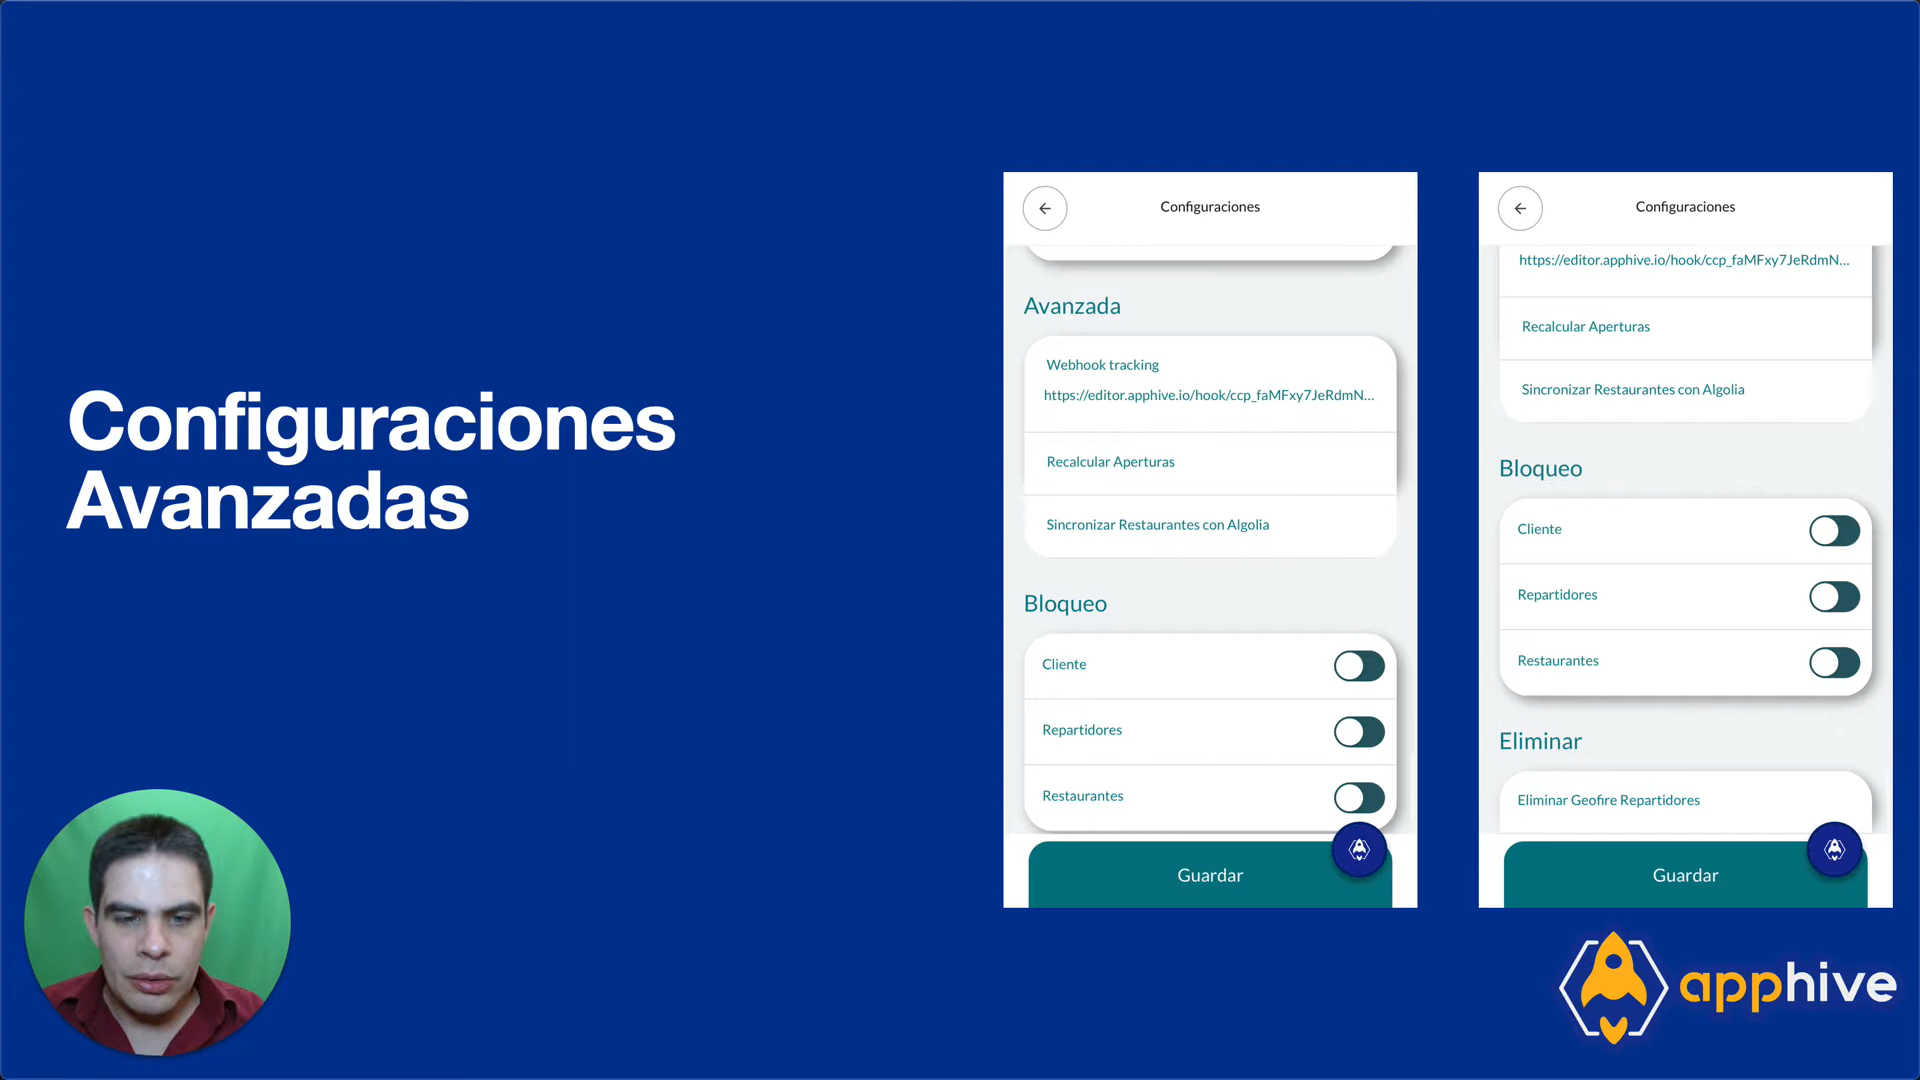 Configuraciones
Avanzadas
Configuraciones
Avanzada
Webhook tracking
https://editor.apphive.io/hook/ccp_faMFxy7JeRdmN...
Recalcular Aperturas
Sincronizar Restaurantes con Algolia
Bloqueo
Cliente
Repartidores
Restaurantes
Guardar
Configuraciones
https://editor.apphive.io/hook/ccp_faMFxy7JeRdmN...
Recalcular Aperturas
Sincronizar Restaurantes con Algolia
Bloqueo
Cliente
Repartidores
Restaurantes
Eliminar
Eliminar Geofire Repartidores
Guardar
apphive